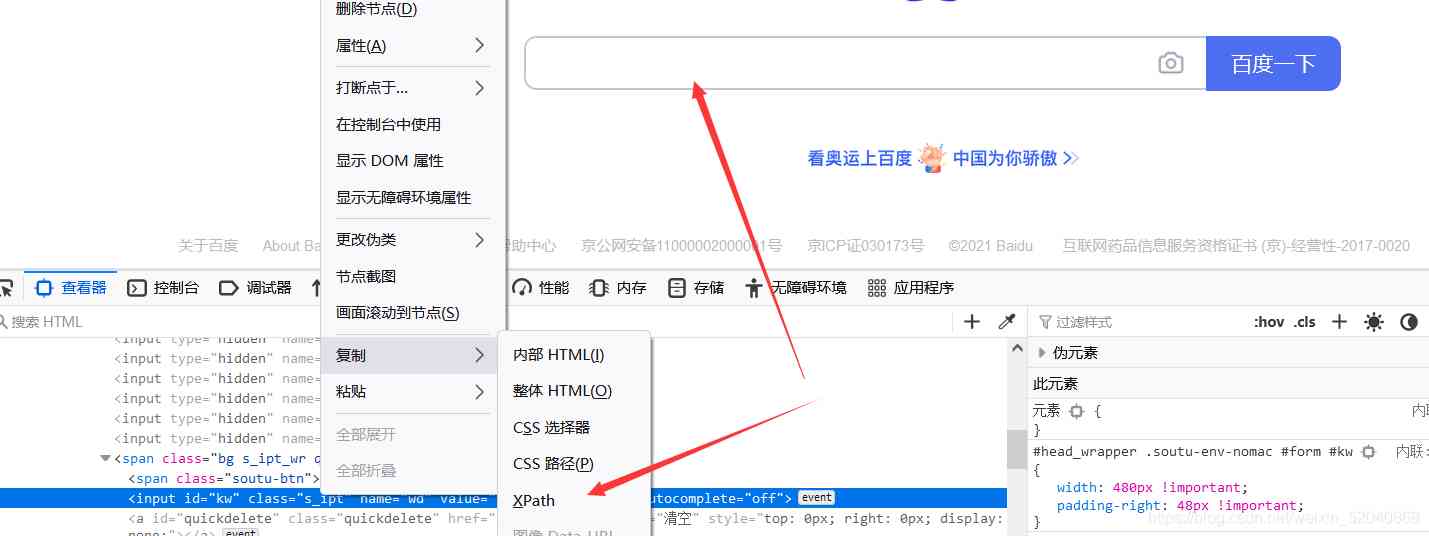 删除节点(D)
属性(A)
打断点于...
在控制台中使用
显示 DOM 属性
显示无障碍环境属性
更改伪类
节点截图
画面滚动到节点(S)
复制
粘贴
全部展开
全部折叠
内部 HTML(I)
整体 HTML(O)
CSS 选择器
CSS 路径(P)
XPath
图像 Data-URL
百度一下
看奥运上百度 中国为你骄傲
关于百度 About Ba 帮助中心 京公网安备11000002000001号 京ICP证030173号 ©2021 Baidu 互联网药品信息服务资格证书 (京)-经营性-2017-0020
查看器 控制台 调试器 性能 内存 存储 无障碍环境 应用程序
搜索 HTML
过滤样式 :hov .cls
<input type="hidden" name=
<input type="hidden" name=
<input type="hidden" name=
<input type="hidden" name=
<input type="hidden" name=
<input type="hidden" name=
<span class="bg s_ipt_wr
<span class="soutu-btn">
<input id="kw" class="s_ipt" name="wd" value= autocomplete="off"> event
<a id="quickdelete" class="quickdelete" href= ="清空" style="top: 0px; right: 0px; display:
none;"></a> event
伪元素
此元素
元素 { 内
}
#head_wrapper .soutu-env-nomac #form #kw 内联:
{
width: 480px !important;
padding-right: 48px !important;
}